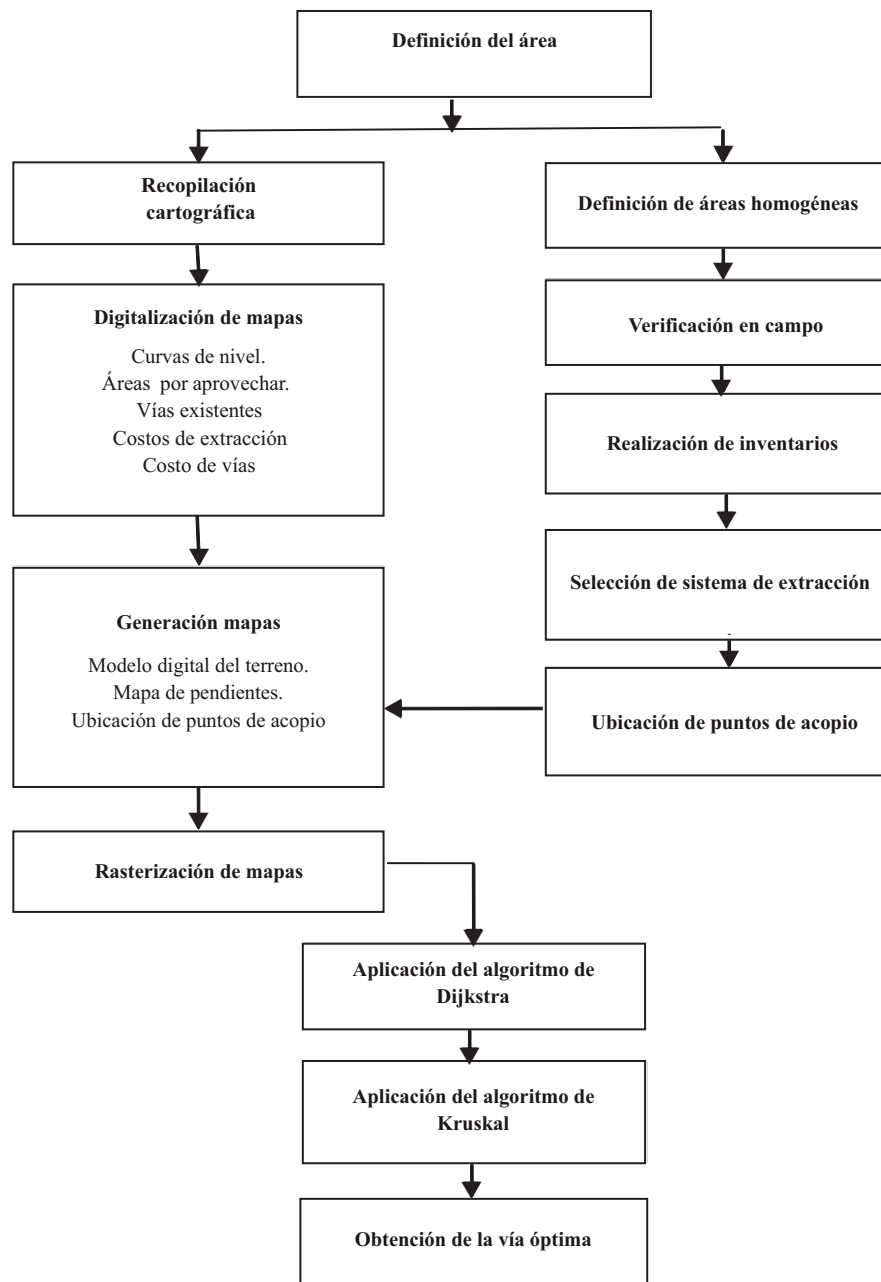 Definición del área
Recopilación
cartográfica
Digitalización de mapas
Curvas de nivel.
Áreas por aprovechar.
Vías existentes
Costos de extracción
Costo de vías
Generación mapas
Modelo digital del terreno.
Mapa de pendientes.
Ubicación de puntos de acopio
Rasterización de mapas
Definición de áreas homogéneas
Verificación en campo
Realización de inventarios
Selección de sistema de extracción
Ubicación de puntos de acopio
Aplicación del algoritmo de
Dijkstra
Aplicación del algoritmo de
Kruskal
Obtención de la vía óptima